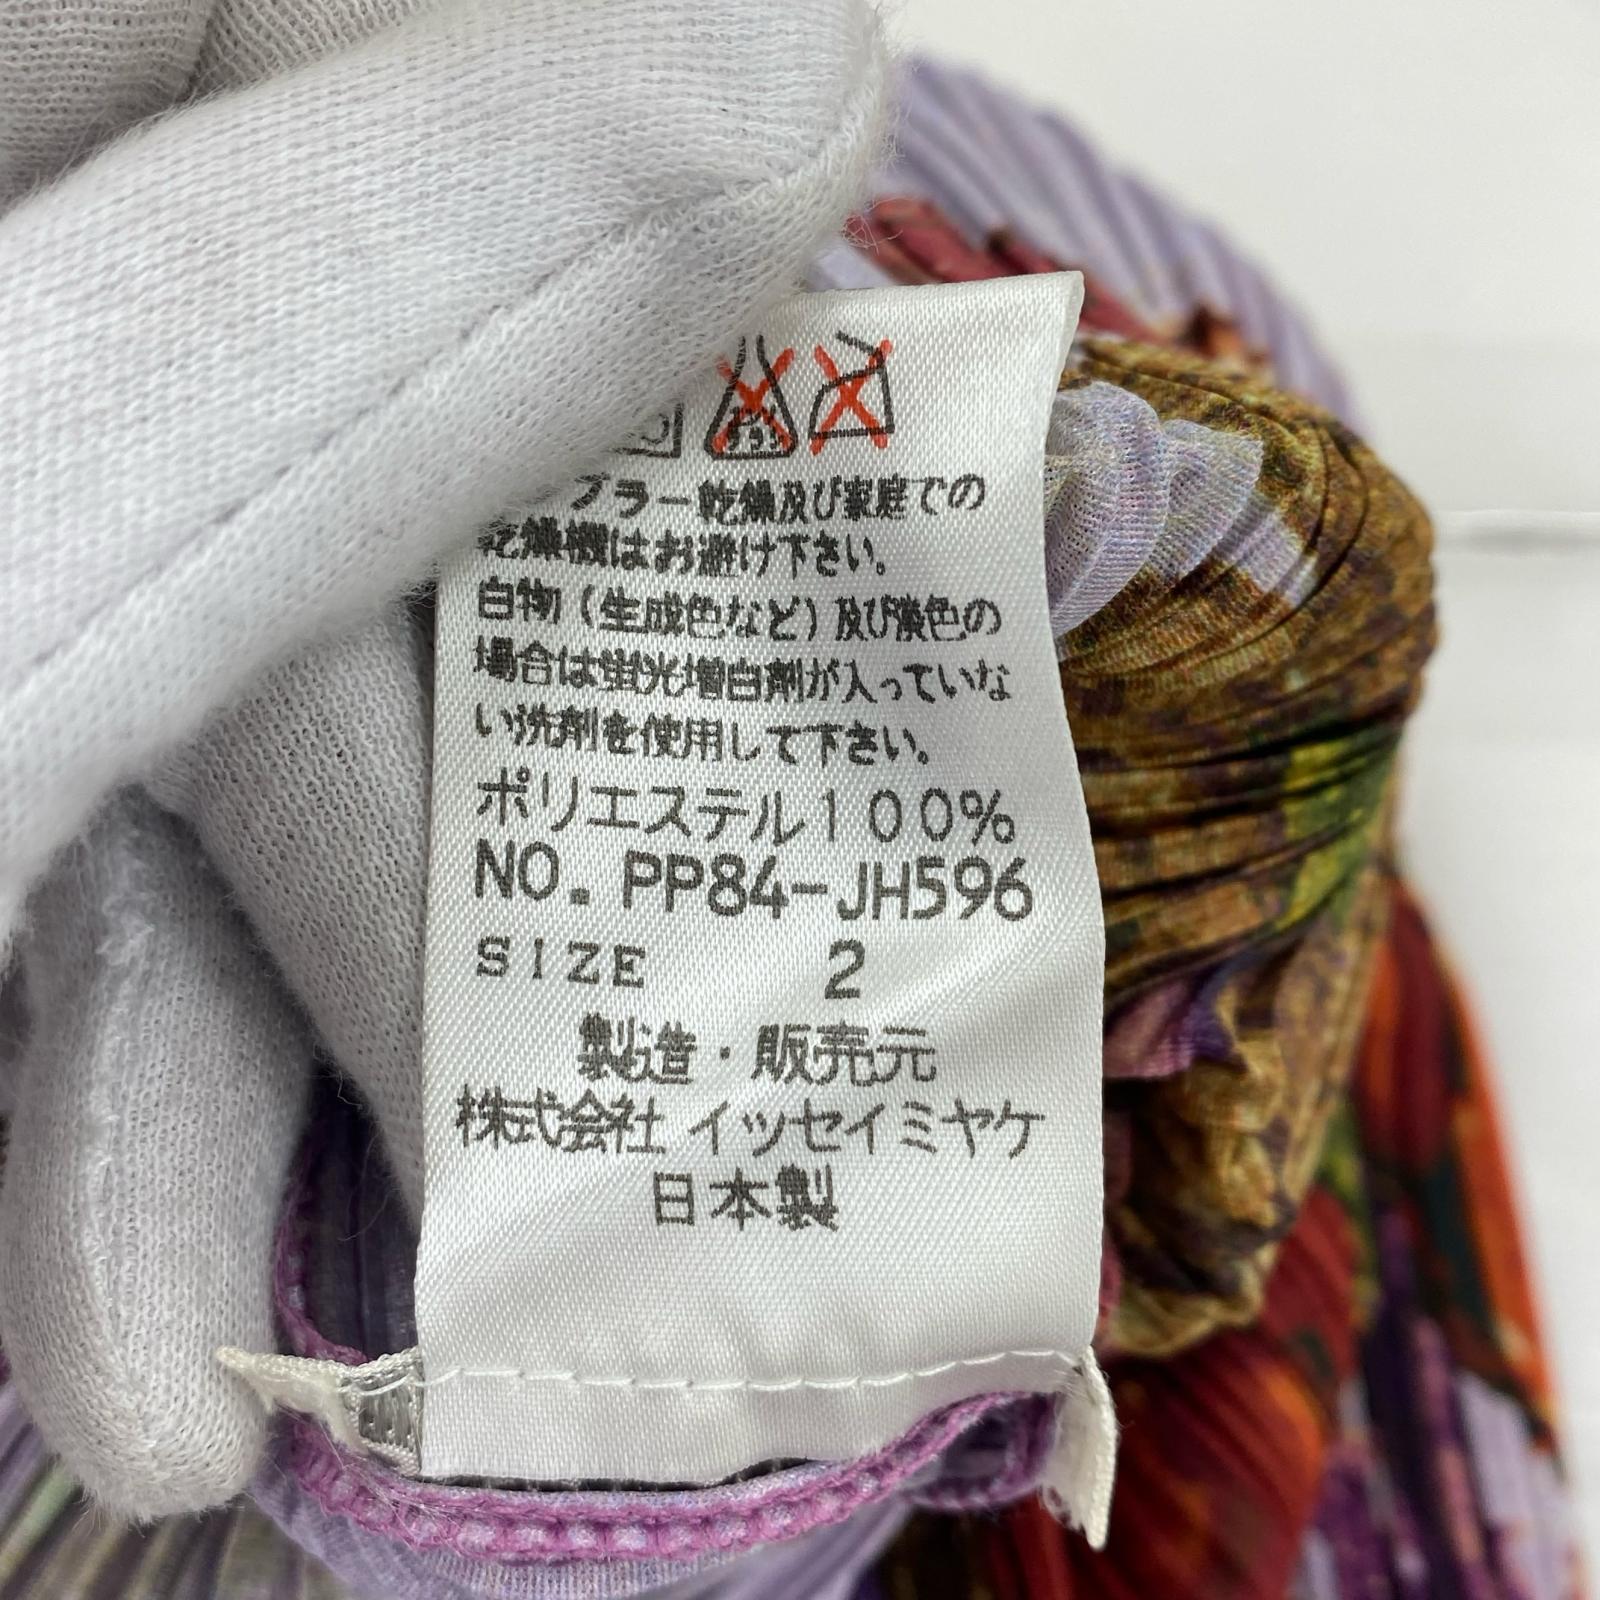 ブラー乾燥及び家庭での
乾燥機はお避け下さい。
白物（生成色など）及び淡色の
場合は蛍光増白剤が入っていな
い洗剤を使用して下さい。
ポリエステル100%
NO. PP84-JH596
SIZE 2
製造・販売元
株式会社 イッセイミヤケ
日本製